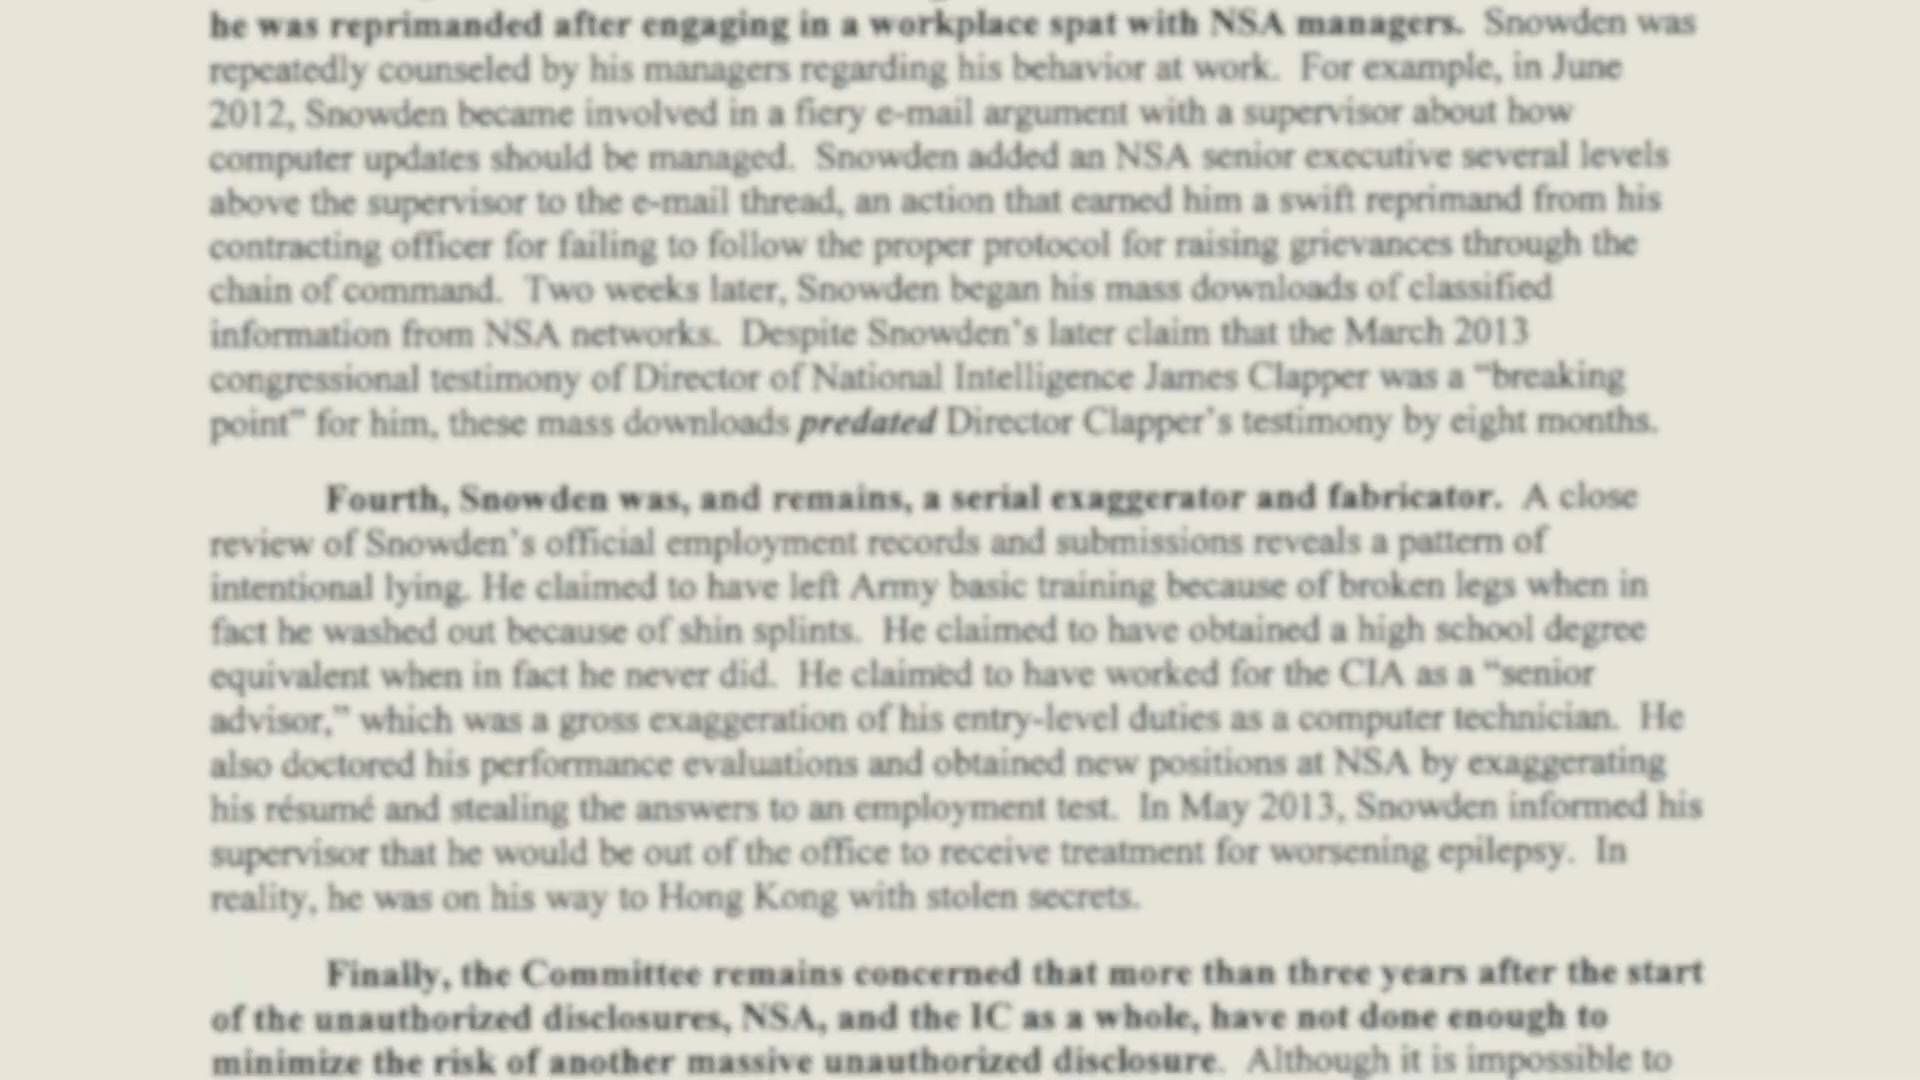 he was reprimanded after engaging in a workplace spat with NSA managers. Snowden was
repeatedly counseled by his managers regarding his behavior at work. For example, in June
2012, Snowden became involved in a fiery e-mail argument with a supervisor about how
computer updates should be managed. Snowden added an NSA senior executive several levels
above the supervisor to the e-mail thread, an action that earned him a swift reprimand from his
contracting officer for failing to follow the proper protocol for raising grievances through the
chain of command. Two weeks later, Snowden began his mass downloads of classified
information from NSA networks. Despite Snowden's later claim that the March 2013
congressional testimony of Director of National Intelligence James Clapper was a “breaking
point” for him, these mass downloads predated Director Clapper's testimony by eight months.
Fourth, Snowden was, and remains, a serial exaggerator and fabricator. A close
review of Snowden's official employment records and submissions reveals a pattern of
intentional lying. He claimed to have left Army basic training because of broken legs when in
fact he washed out because of shin splints. He claimed to have obtained a high school degree
equivalent when in fact he never did. He claimed to have worked for the CIA as a “senior
advisor,” which was a gross exaggeration of his entry-level duties as a computer technician. He
also doctored his performance evaluations and obtained new positions at NSA by exaggerating
his résumé and stealing the answers to an employment test. In May 2013, Snowden informed his
supervisor that he would be out of the office to receive treatment for worsening epilepsy. In
reality, he was on his way to Hong Kong with stolen secrets.
Finally, the Committee remains concerned that more than three years after the start
of the unauthorized disclosures, NSA, and the IC as a whole, have not done enough to
minimize the risk of another massive unauthorized disclosure. Although it is impossible to